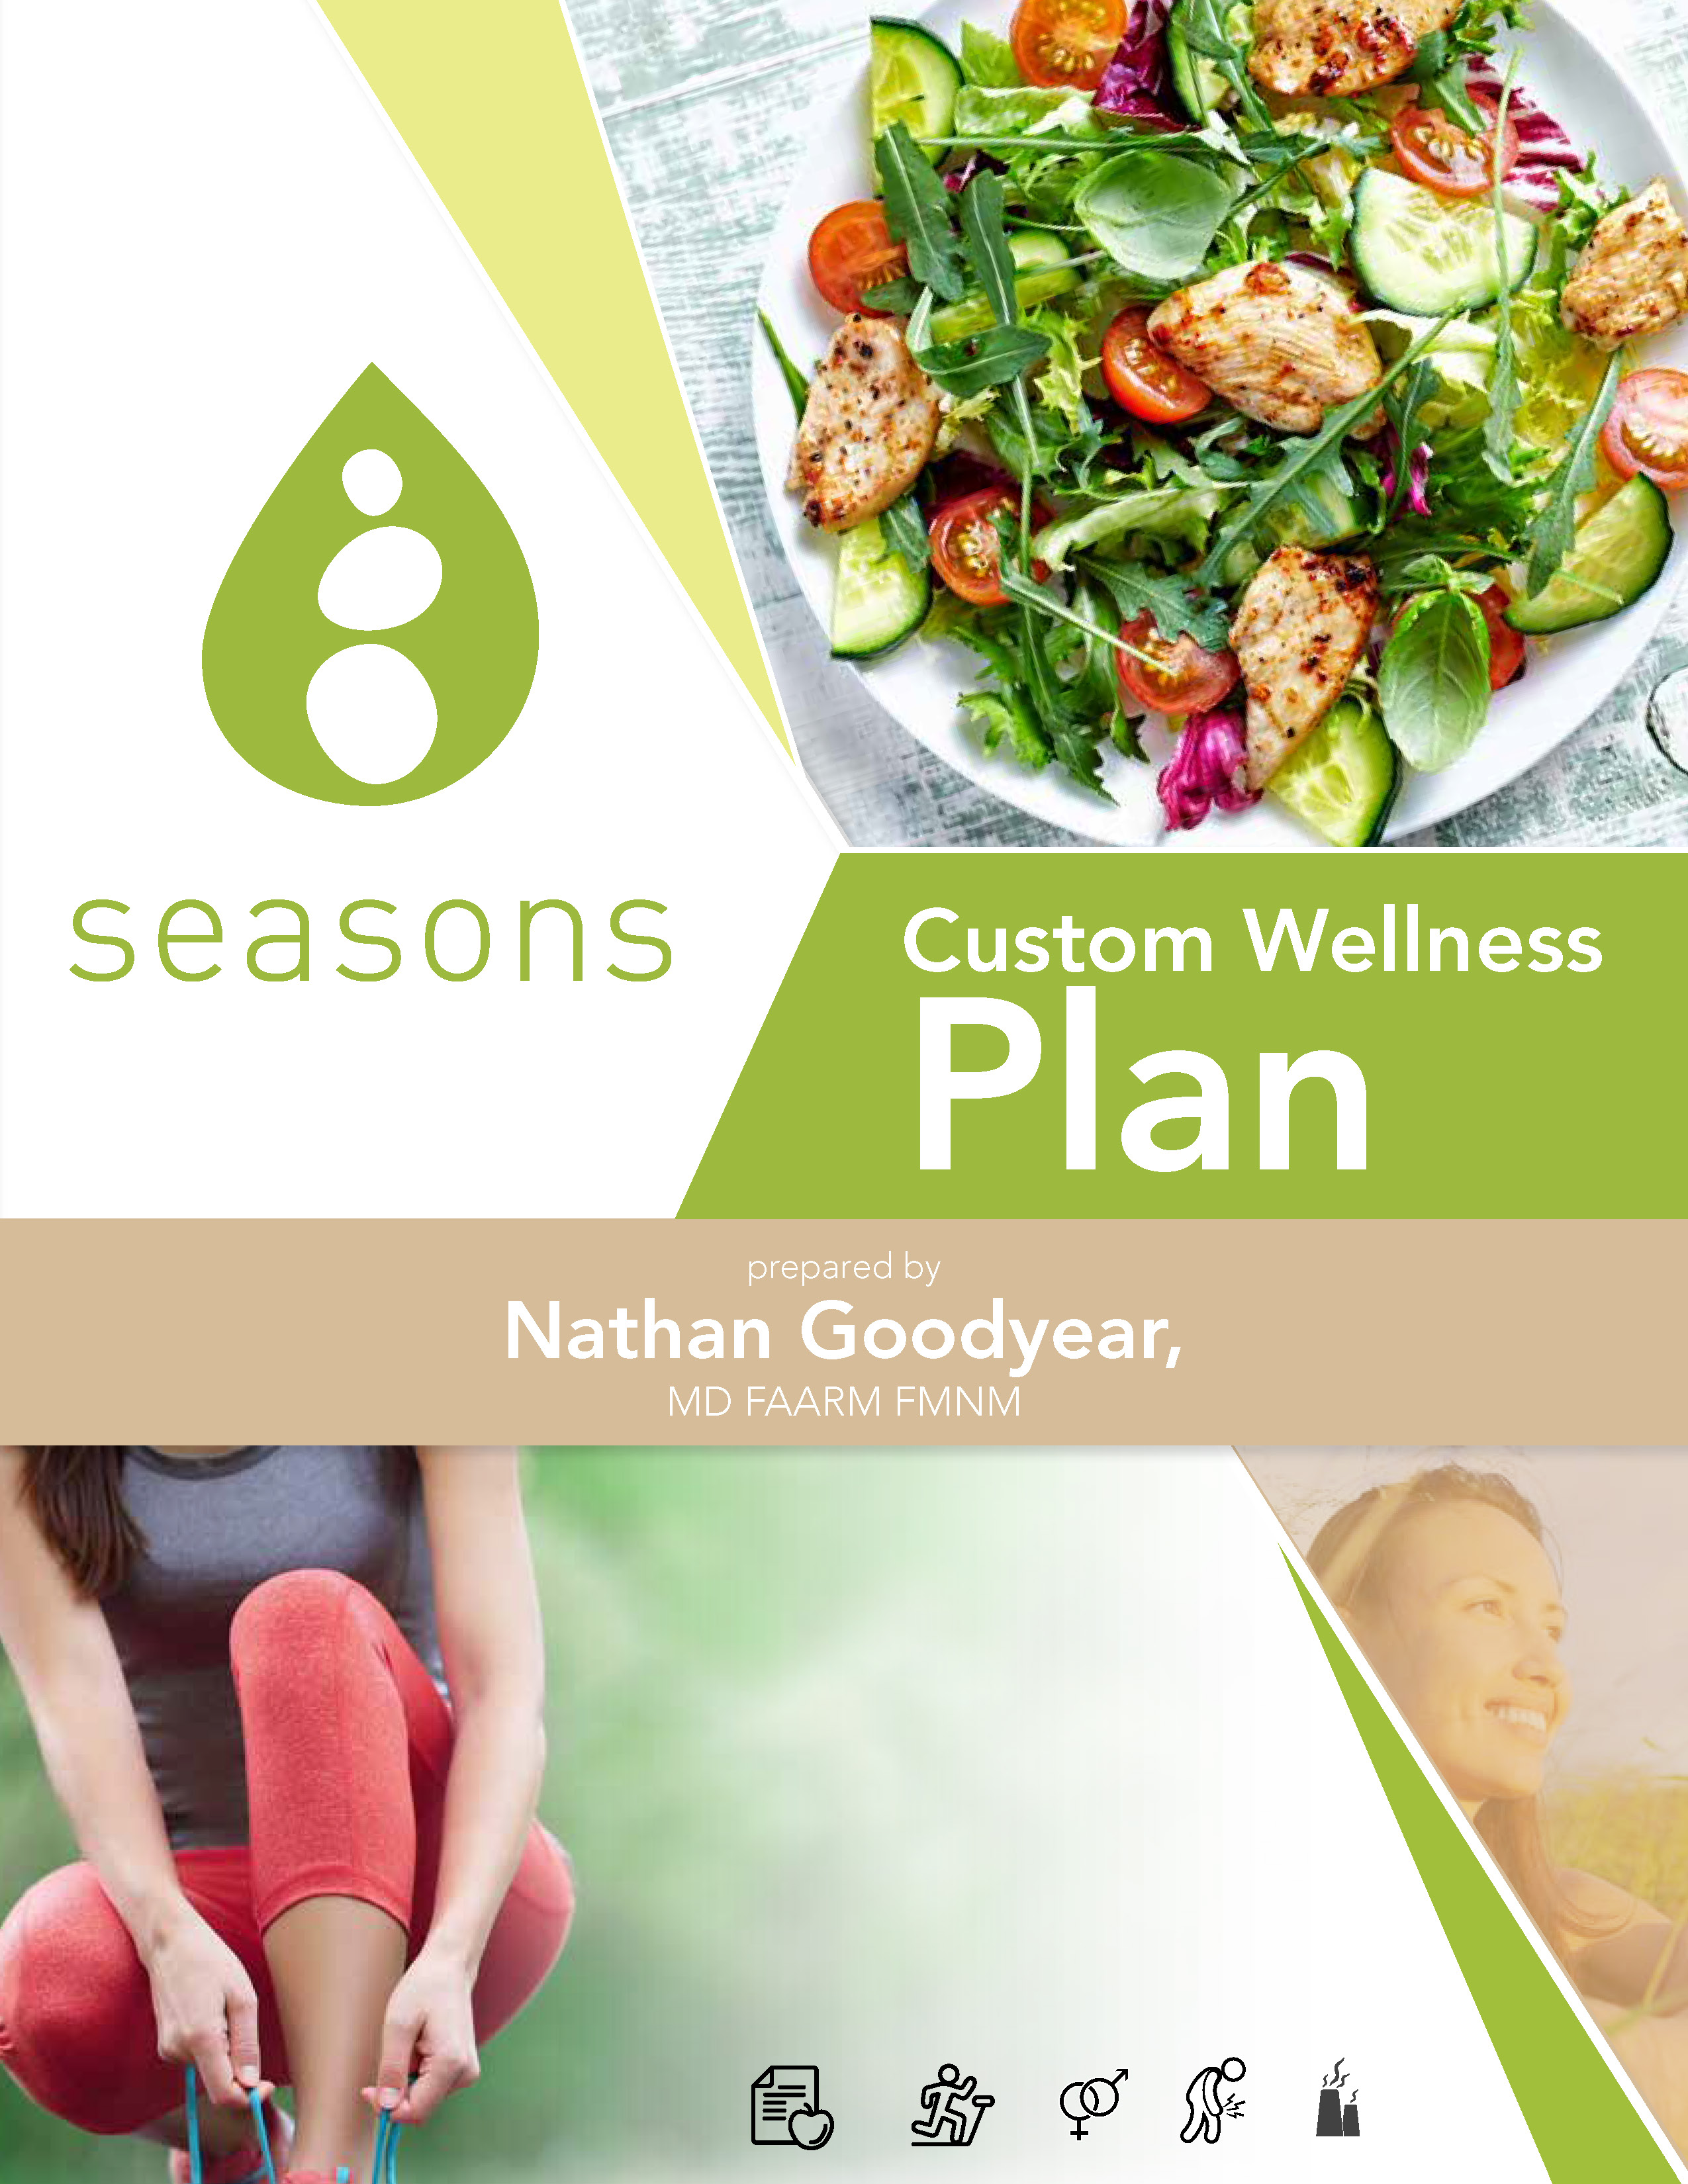 seasons
Custom Wellness
Plan
prepared by
Nathan Goodyear,
MD FAARM FMNM